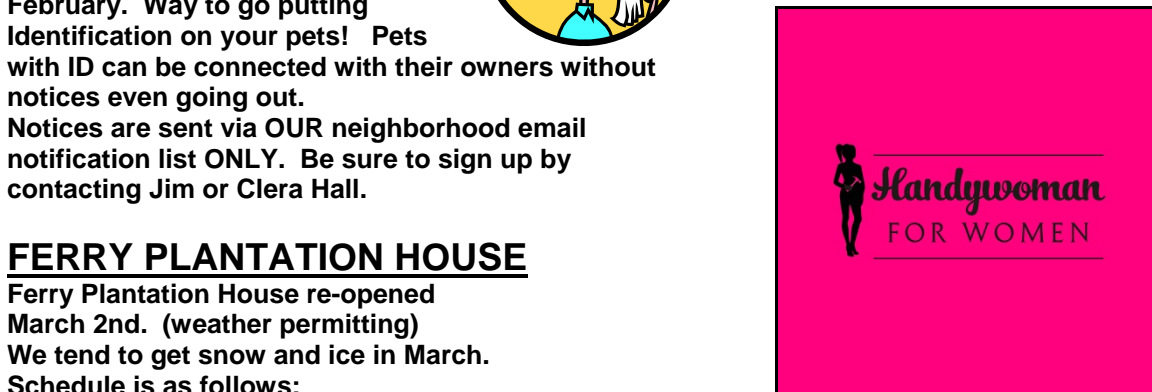 February.  Way to go putting
Identification on your pets!   Pets
with ID can be connected with their owners without
notices even going out.
Notices are sent via OUR neighborhood email
notification list ONLY.  Be sure to sign up by
contacting Jim or Clera Hall.
FERRY PLANTATION HOUSE
Ferry Plantation House re-opened
March 2nd.  (weather permitting)
We tend to get snow and ice in March.
Schedule is as follows:
Handywoman
FOR WOMEN